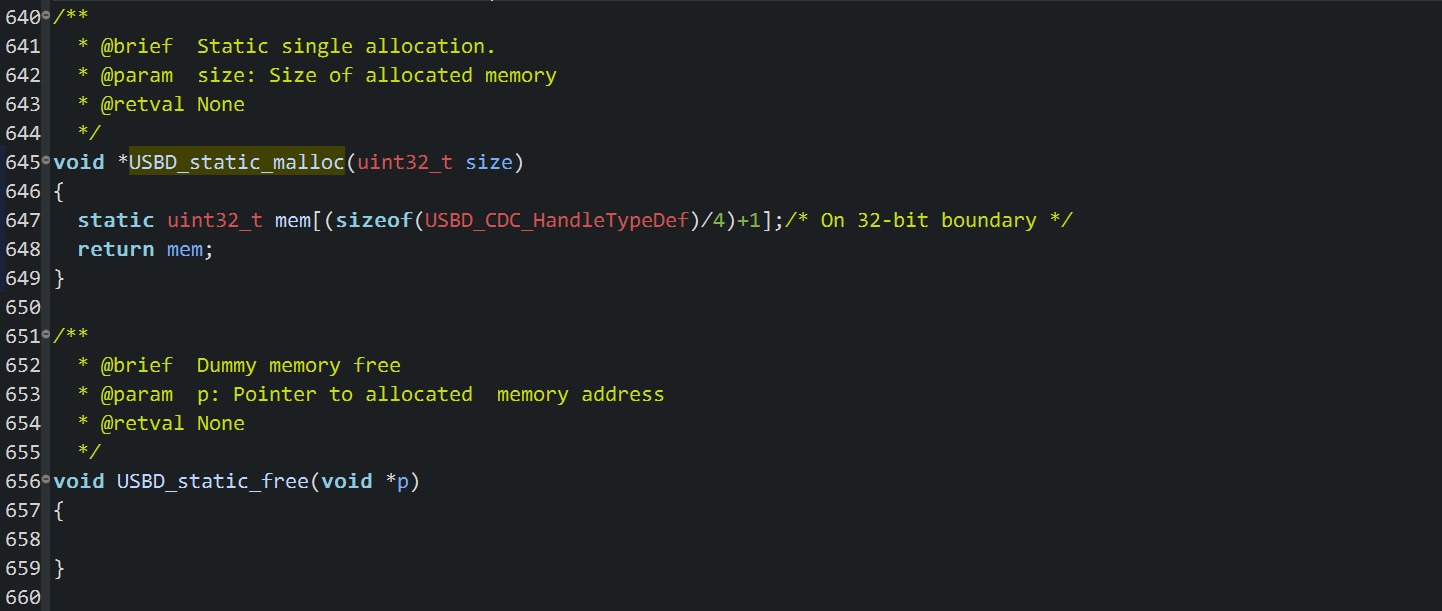 640 /**
641   * @brief  Static single allocation.
642   * @param  size: Size of allocated memory
643   * @retval None
644   */
645 void *USBD_static_malloc(uint32_t size)
646 {
647   static uint32_t mem[(sizeof(USBD_CDC_HandleTypeDef)/4)+1];/* On 32-bit boundary */
648   return mem;
649 }
650
651 /**
652   * @brief  Dummy memory free
653   * @param  p: Pointer to allocated  memory address
654   * @retval None
655   */
656 void USBD_static_free(void *p)
657 {
658
659 }
660